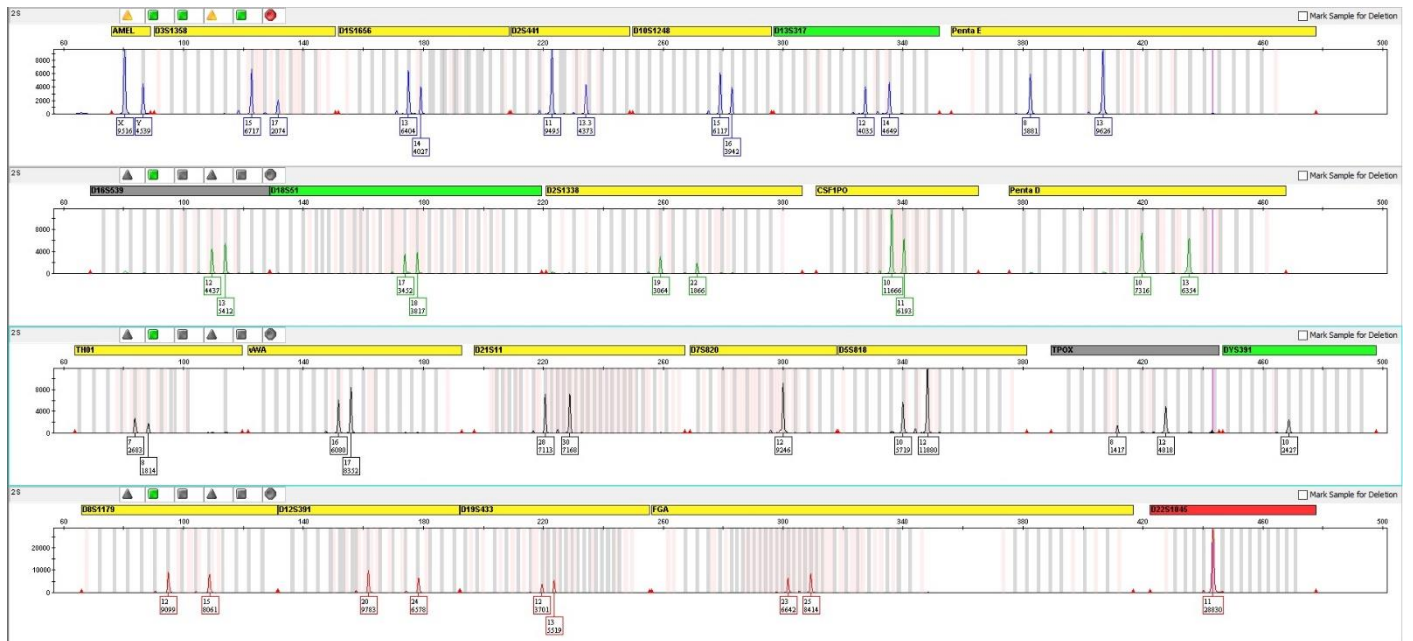 2S
Mark Sample for Deletion
AMEL D3S1358 D1S1656 D2S441 D10S1248 D13S317 Penta E
60 100 140 180 220 260 300 340 380 420 460 500
8000
6000
4000
2000
0
X 15 17 13 11 13.3 15 12 14 8 13
9516 4539 6717 2074 6404 9495 4373 6117 4035 4649 5881 9626
14 16
4027 3942
2S
Mark Sample for Deletion
D16S539 D18S51 D2S1338 CSF1PO Penta D
60 100 140 180 220 260 300 340 380 420 460 500
8000
4000
0
12 17 19 22 10 10 13
4437 3452 3064 1866 11666 7316 6354
13 18 11
5412 3817 6193
2S
Mark Sample for Deletion
TH01 vWA D21S11 D7S820 D5S818 TPOX DYS391
60 100 140 180 220 260 300 340 380 420 460 500
8000
4000
0
7 16 28 30 12 10 12 8 12 10
2683 6080 7113 7168 9246 5719 11880 1417 4818 2427
8 17
1814 8352
2S
Mark Sample for Deletion
D8S1179 D12S391 D19S433 FGA D22S1045
60 100 140 180 220 260 300 340 380 420 460 500
20000
10000
0
12 15 20 24 12 23 25 11
9099 8061 9783 6578 3701 6642 8414 28830
13
5519